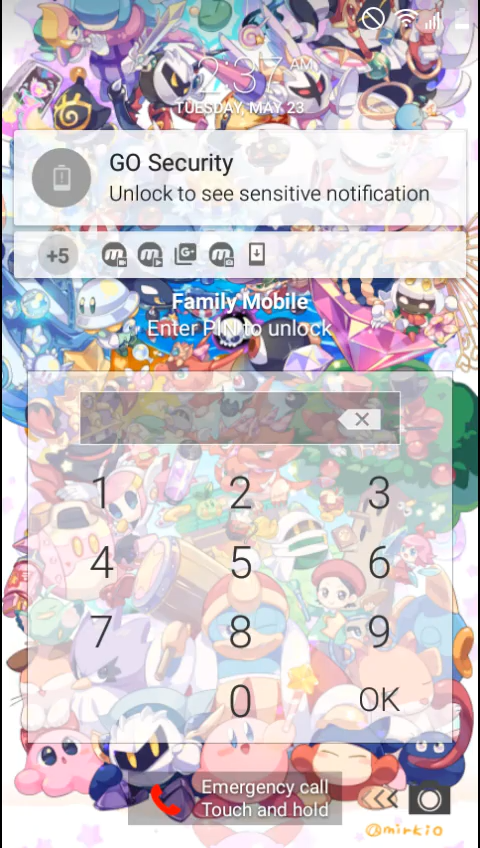 2:37 AM
TUESDAY, MAY 23
GO Security
Unlock to see sensitive notification
+5 m m G+ m
Family Mobile
Enter PIN to unlock
1 2 3
4 5 6
7 8 9
0 OK
Emergency call
Touch and hold
@mirkio